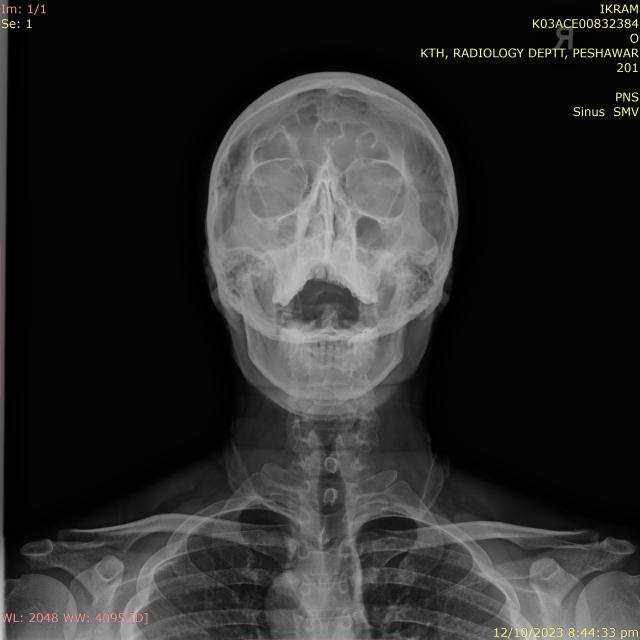 Im: 1/1
Se: 1
IKRAM
K03ACE00832384
O
R
KTH, RADIOLOGY DEPTT, PESHAWAR
201
PNS
Sinus SMV
WL: 2048 WW: 4095 [D]
12/10/2023 8:44:33 pm